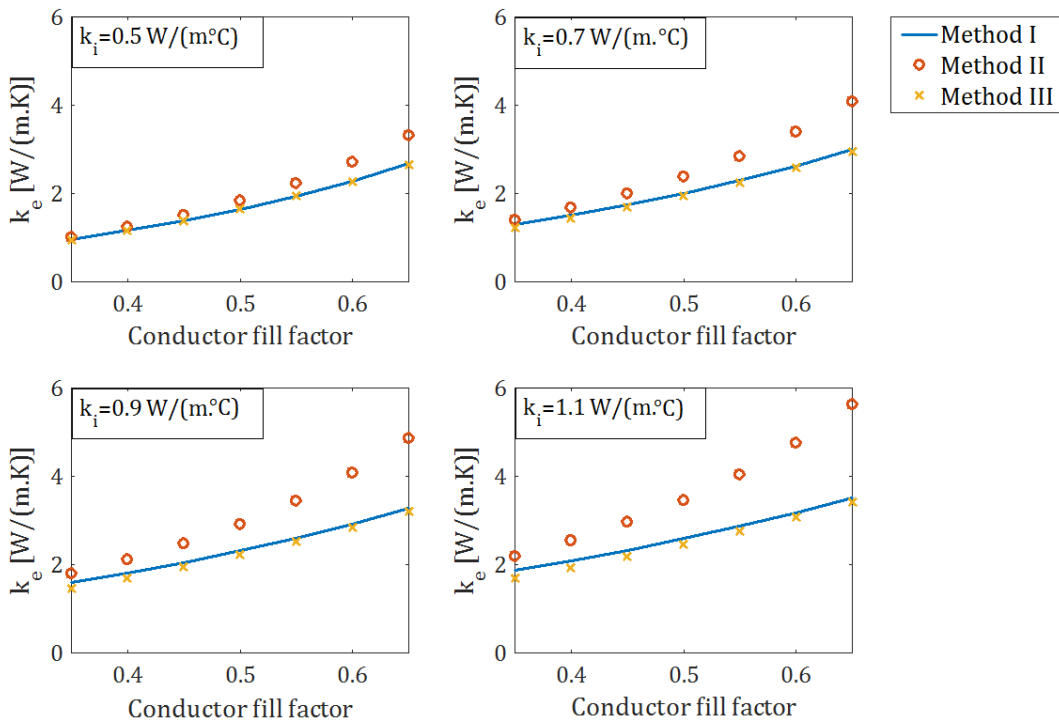 k_i=0.5 W/(m.°C)
6
4
2
0
k_e [W/(m.K)]
0.4 0.5 0.6
Conductor fill factor
k_i=0.7 W/(m.°C)
6
4
2
0
k_e [W/(m.K)]
0.4 0.5 0.6
Conductor fill factor
Method I
Method II
Method III
k_i=0.9 W/(m.°C)
6
4
2
0
k_e [W/(m.K)]
0.4 0.5 0.6
Conductor fill factor
k_i=1.1 W/(m.°C)
6
4
2
0
k_e [W/(m.K)]
0.4 0.5 0.6
Conductor fill factor